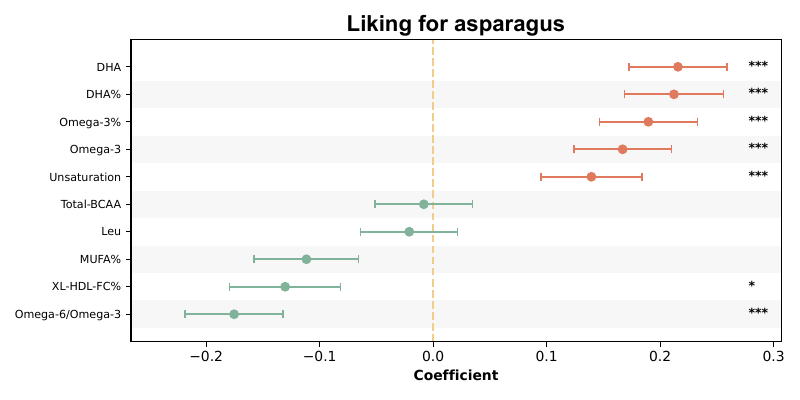 Liking for asparagus
DHA ***
DHA% ***
Omega-3% ***
Omega-3 ***
Unsaturation ***
Total-BCAA
Leu
MUFA%
XL-HDL-FC% *
Omega-6/Omega-3 ***
−0.2 −0.1 0.0 0.1 0.2 0.3
Coefficient